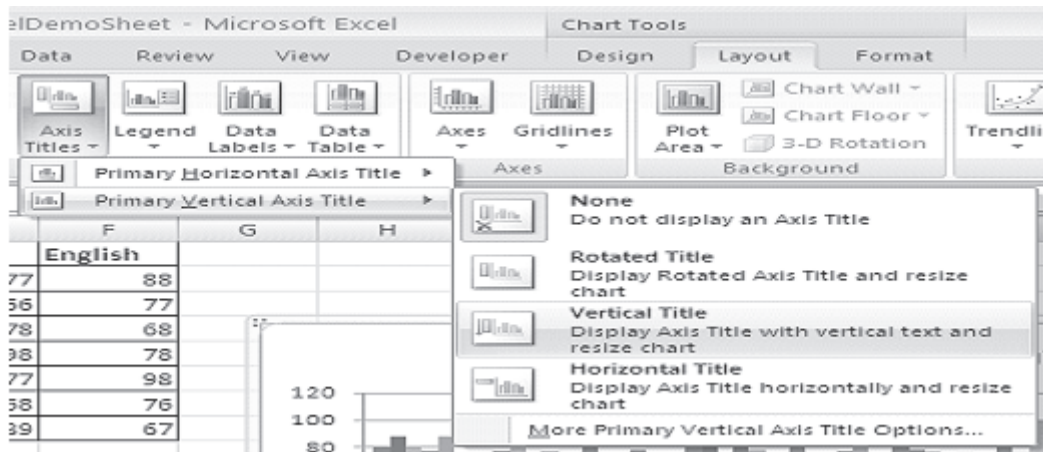 elDemoSheet - Microsoft Excel
Chart Tools
Data Review View Developer Design Layout Format
Axis Titles
Legend
Data Labels
Data Table
Axes
Gridlines
Plot Area
Chart Wall
Chart Floor
3-D Rotation
Trendli
Axes
Background
Primary Horizontal Axis Title
Primary Vertical Axis Title
None
Do not display an Axis Title
Rotated Title
Display Rotated Axis Title and resize
chart
Vertical Title
Display Axis Title with vertical text and
resize chart
Horizontal Title
Display Axis Title horizontally and resize
chart
More Primary Vertical Axis Title Options...
F G H
English
77 88
56 77
78 68
98 78
77 98
58 76
39 67
120
100
80